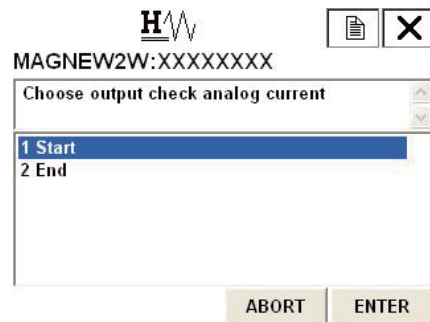 H
MAGNEW2W:XXXXXXXX
Choose output check analog current
1 Start
2 End
ABORT
ENTER